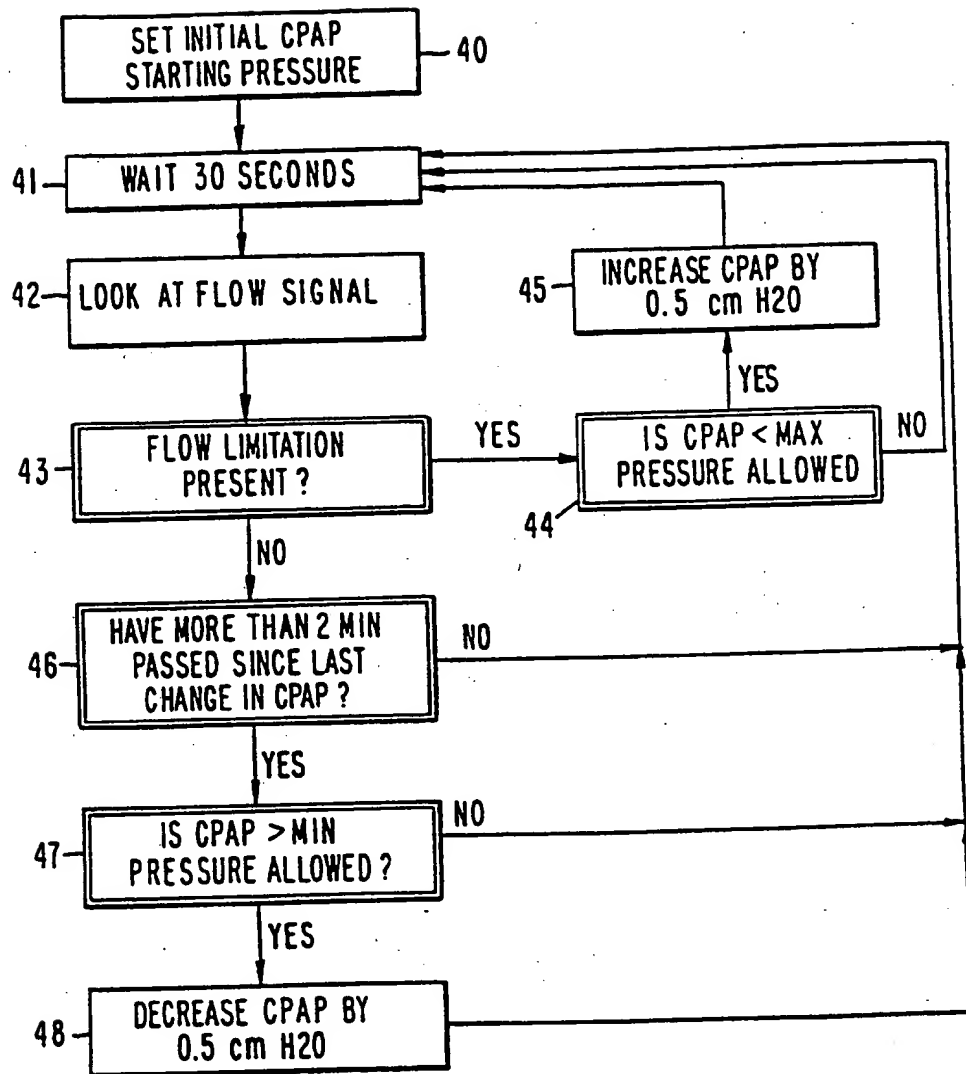 SET INITIAL CPAP
STARTING PRESSURE
40
41
WAIT 30 SECONDS
42
LOOK AT FLOW SIGNAL
45
INCREASE CPAP BY
0.5 cm H20
YES
43
FLOW LIMITATION
PRESENT ?
YES
IS CPAP < MAX
PRESSURE ALLOWED
NO
44
NO
46
HAVE MORE THAN 2 MIN
PASSED SINCE LAST
CHANGE IN CPAP ?
NO
YES
47
IS CPAP > MIN
PRESSURE ALLOWED ?
NO
YES
48
DECREASE CPAP BY
0.5 cm H20